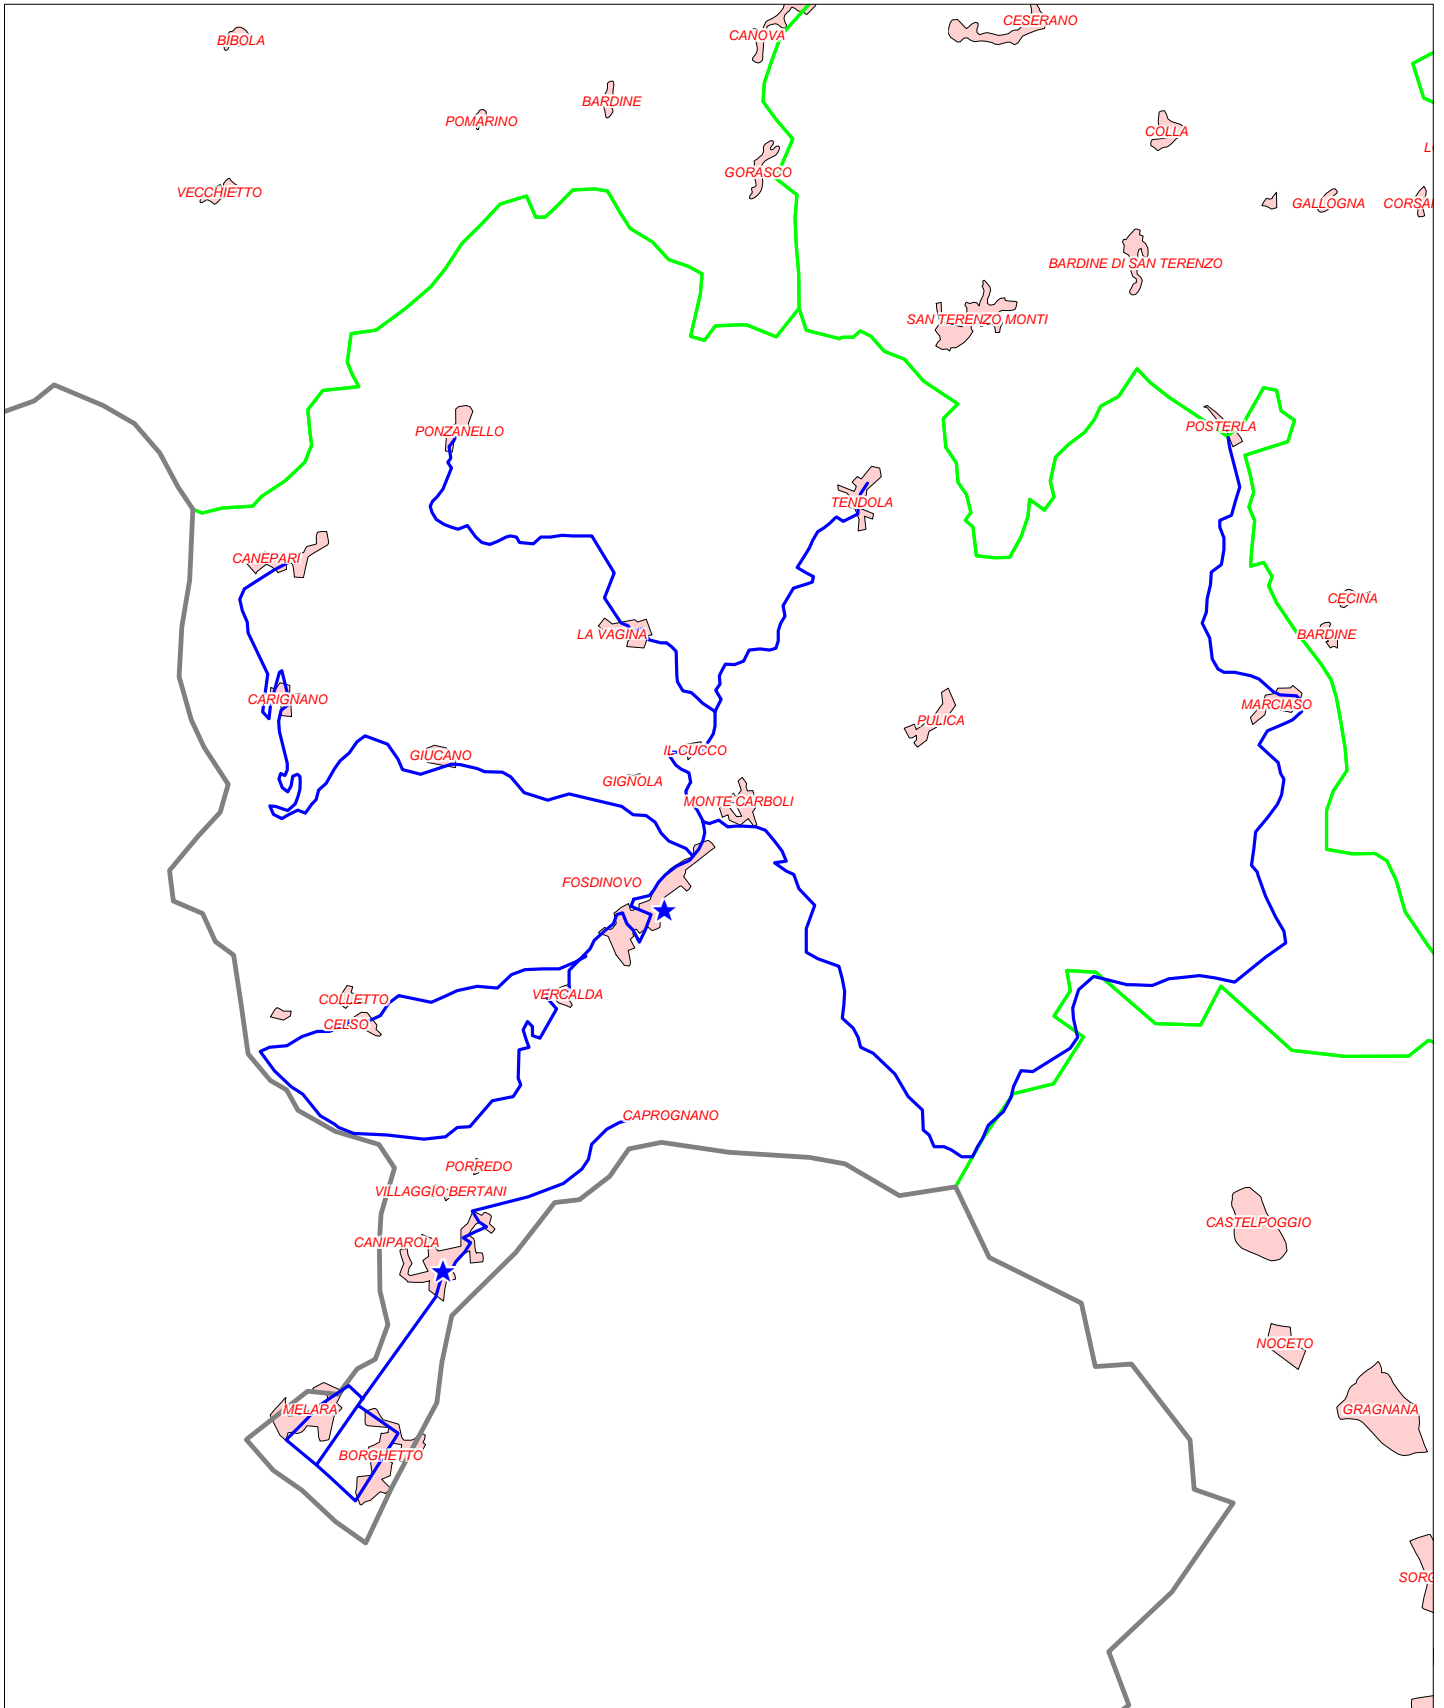 CESERANO
CANOVA
BIBOLA
BARDINE
POMARINO
COLLA
GORASCO
VECCHIETTO
GALLOGNA
BARDINE DI SAN TERENZO
SAN TERENZO MONTI
POSTERLA
PONZANELLO
TENDOLA
CANEPARI
CECINA
LA VAGINA
BARDINE
CARIGNANO
MARCIASO
PULICA
IL CUCCO
GIUCANO
GIGNOLA
MONTE CARBOLI
FOSDINOVO
VERCALDA
COLLETTO
CELSO
CAPROGNANO
PORREDO
VILLAGGIO BERTANI
CASTELPOGGIO
CANIPAROLA
NOCETO
MELARA
GRAGNANA
BORGHETTO